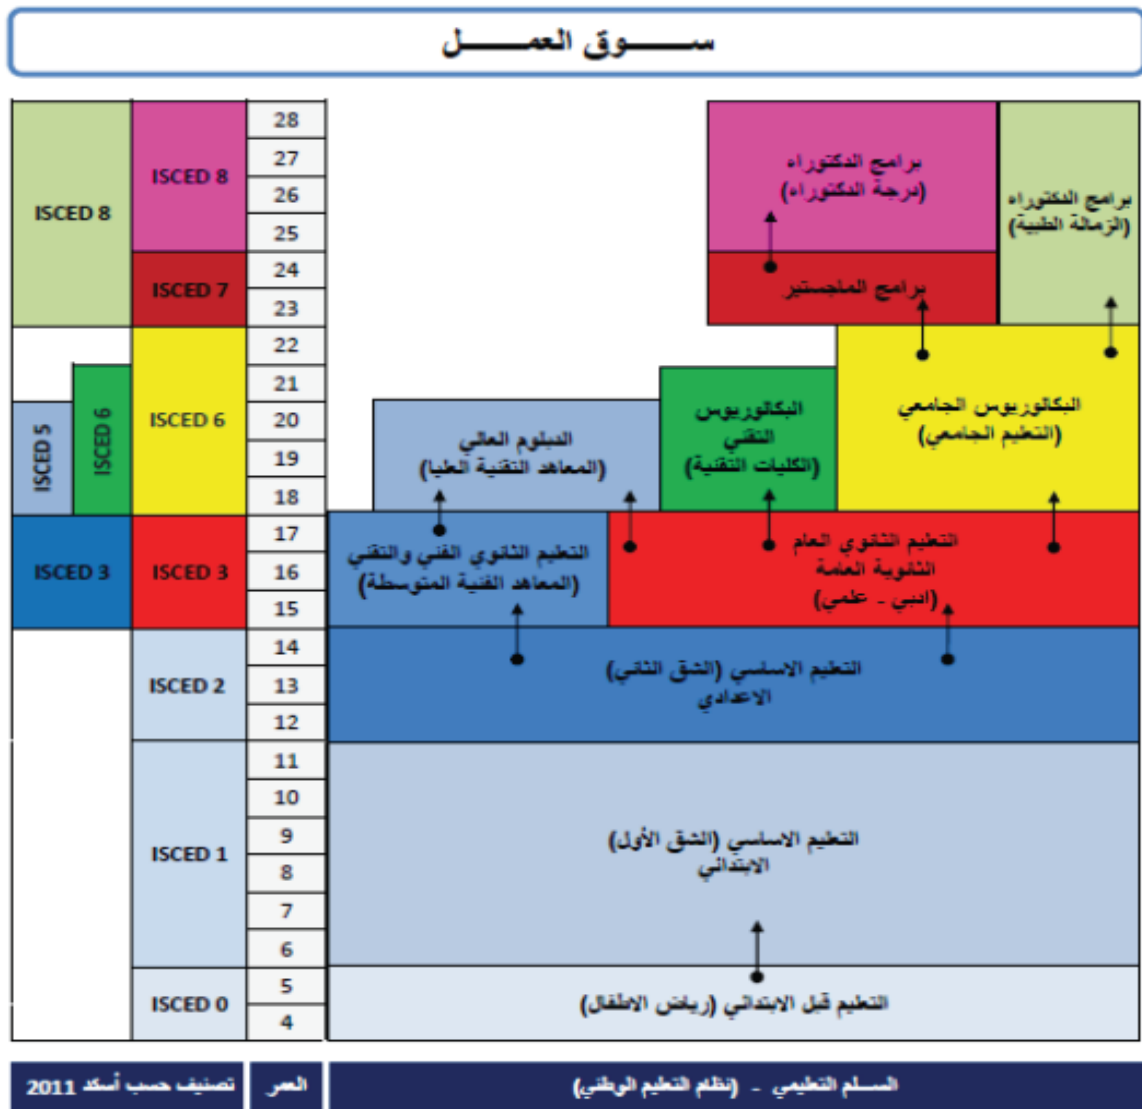 ســــوق العمــــل
برامج الدكتوراه
(درجة الدكتوراه)
برامج الدكتوراه
(الزمالة الطبية)
برامج الماجستير
البكالوريوس الجامعي
(التعليم الجامعي)
البكالوريوس
التقني
(الكليات التقنية)
الدبلوم العالي
(المعاهد التقنية العليا)
التعليم الثانوي العام
الثانوية العامة
(ادبي - علمي)
التعليم الثانوي الفني والتقني
(المعاهد الفنية المتوسطة)
التعليم الاساسي (الشق الثاني)
الاعدادي
التعليم الاساسي (الشق الأول)
الابتدائي
التعليم قبل الابتدائي (رياض الاطفال)
28
27
26
25
24
23
22
21
20
19
18
17
16
15
14
13
12
11
10
9
8
7
6
5
4
ISCED 8
ISCED 8
ISCED 7
ISCED 6
ISCED 6
ISCED 5
ISCED 3
ISCED 3
ISCED 2
ISCED 1
ISCED 0
السـلم التعليمي - (نظام التعليم الوطني)
العمر
تصنيف حسب أسكد 2011